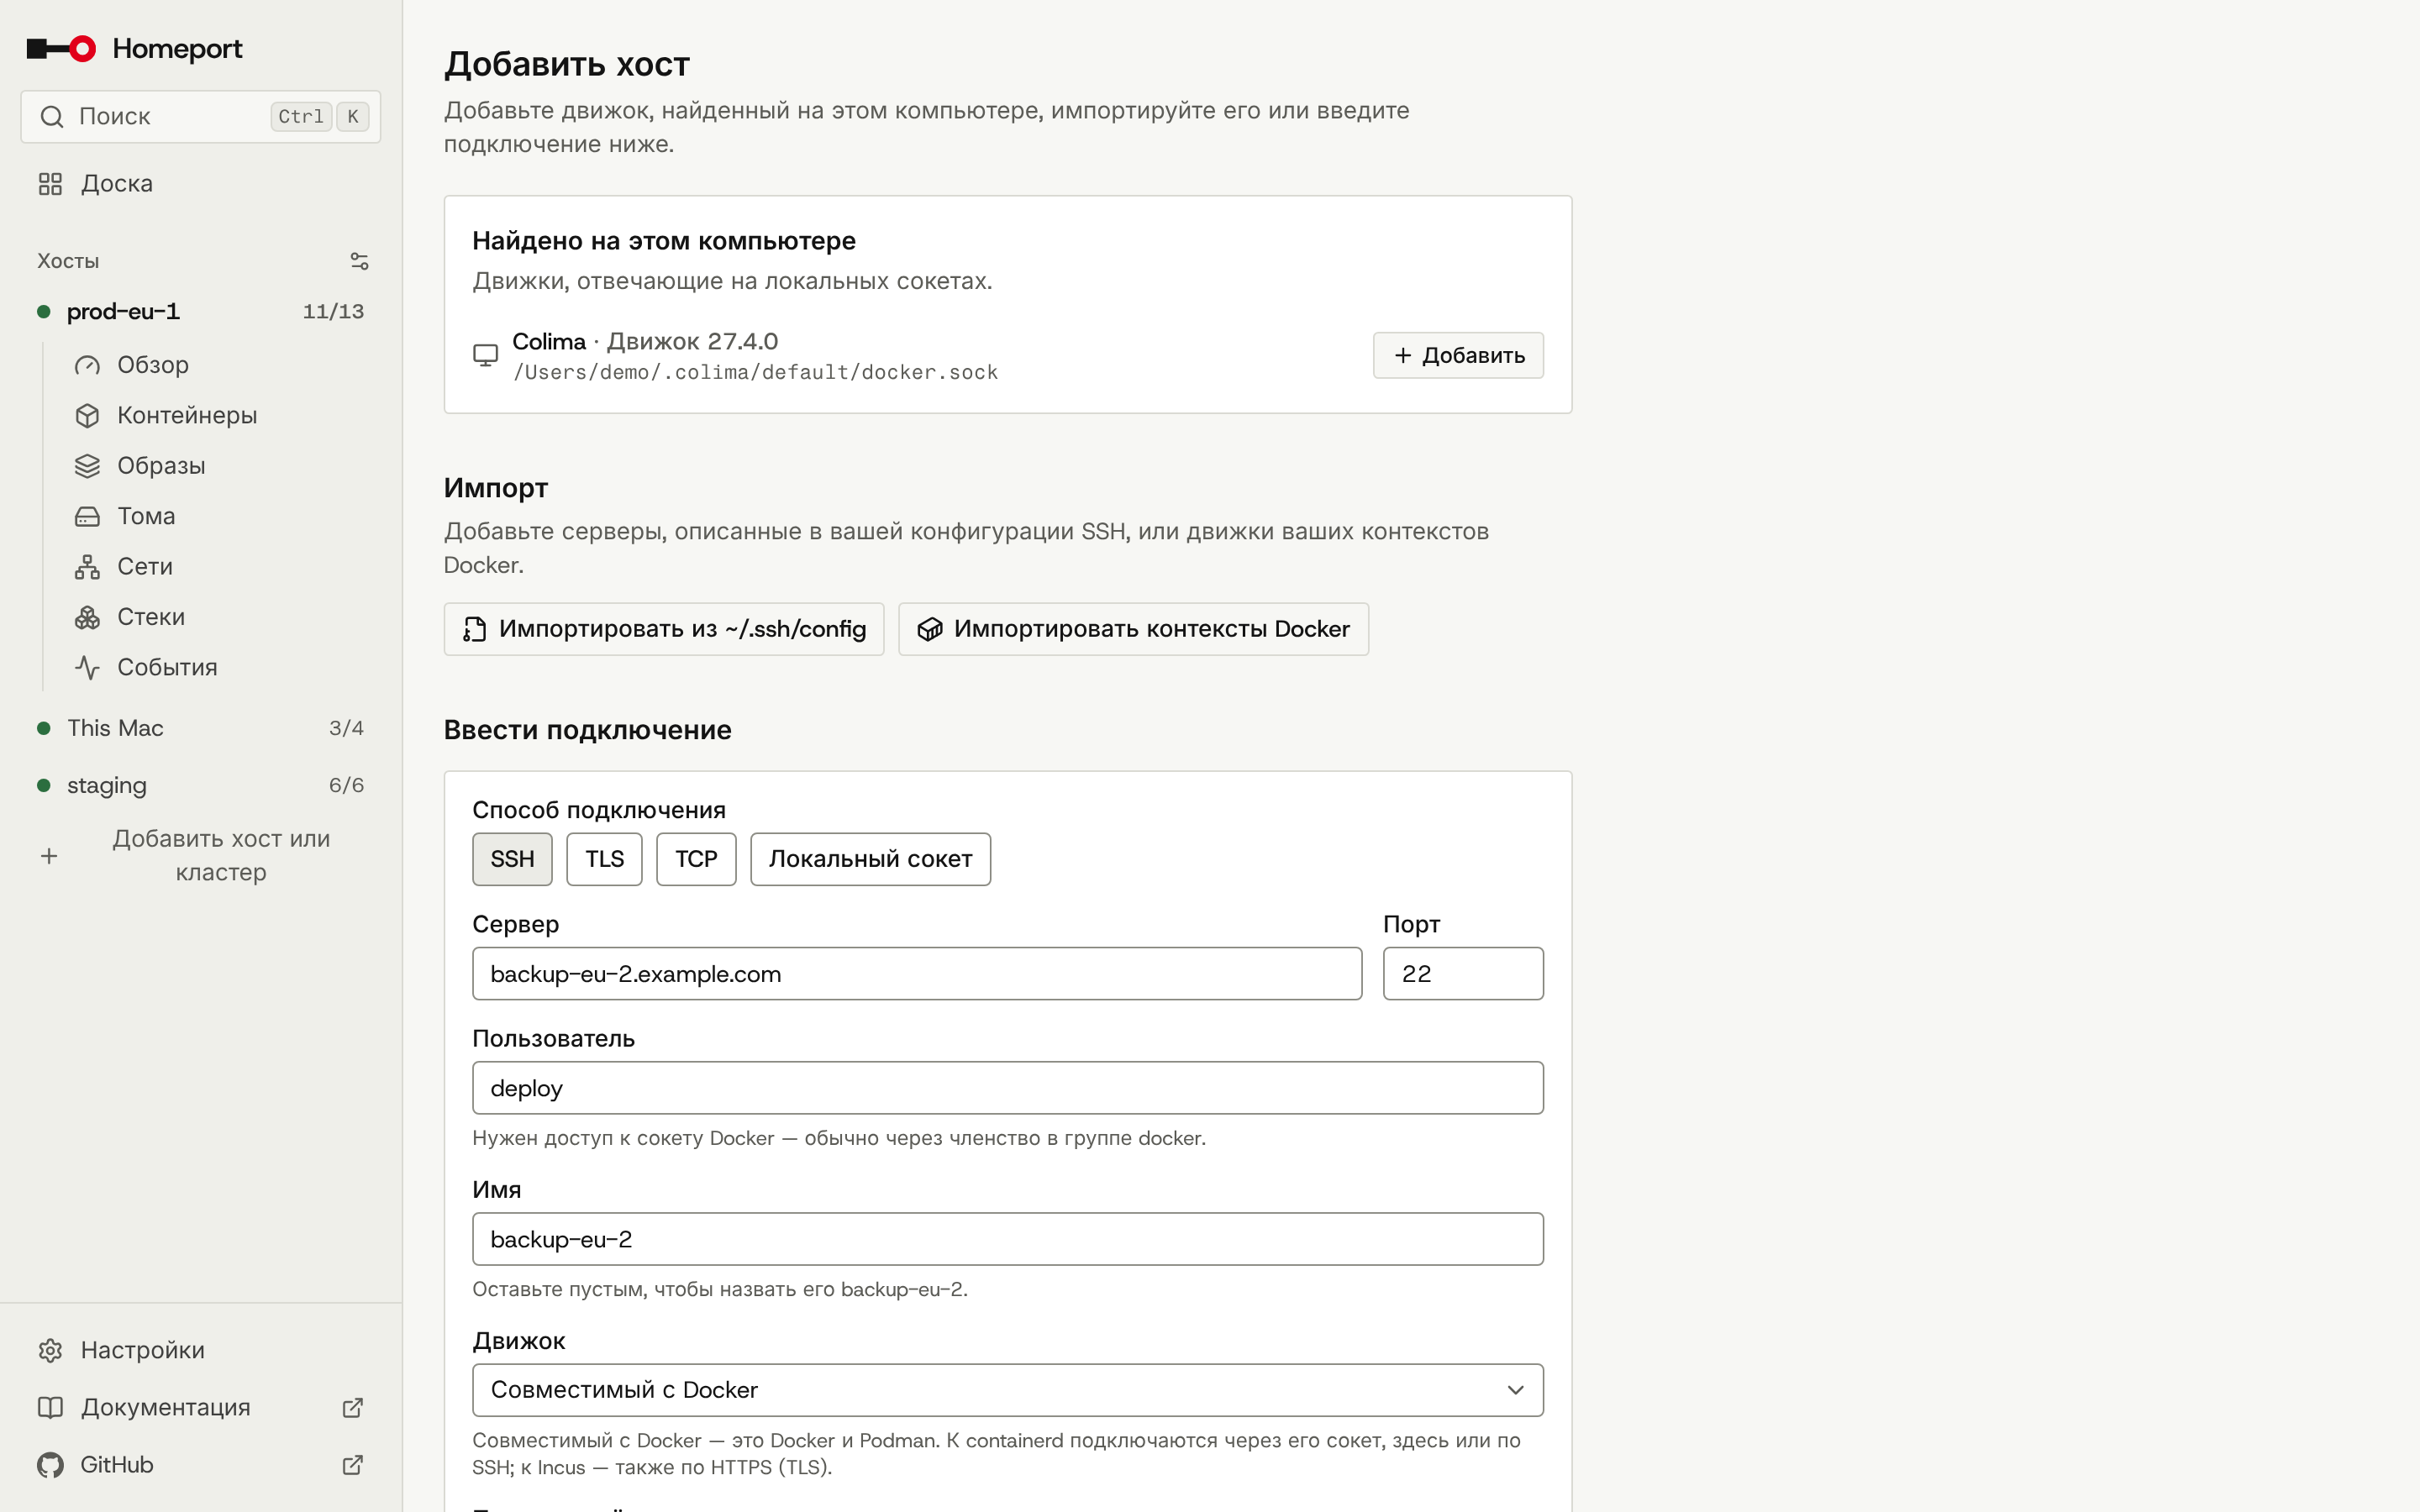 Homeport
Поиск Ctrl K
Доска
Хосты
prod-eu-1 11/13
Обзор
Контейнеры
Образы
Тома
Сети
Стеки
События
This Mac 3/4
staging 6/6
Добавить хост или
кластер
Настройки
Документация
GitHub
Добавить хост
Добавьте движок, найденный на этом компьютере, импортируйте его или введите
подключение ниже.
Найдено на этом компьютере
Движки, отвечающие на локальных сокетах.
Colima · Движок 27.4.0
/Users/demo/.colima/default/docker.sock
Добавить
Импорт
Добавьте серверы, описанные в вашей конфигурации SSH, или движки ваших контекстов
Docker.
Импортировать из ~/.ssh/config
Импортировать контексты Docker
Ввести подключение
Способ подключения
SSH TLS TCP Локальный сокет
Сервер Порт
backup-eu-2.example.com 22
Пользователь
deploy
Нужен доступ к сокету Docker — обычно через членство в группе docker.
Имя
backup-eu-2
Оставьте пустым, чтобы назвать его backup-eu-2.
Движок
Совместимый с Docker
Совместимый с Docker — это Docker и Podman. К containerd подключаются через его сокет, здесь или по
SSH; к Incus — также по HTTPS (TLS).